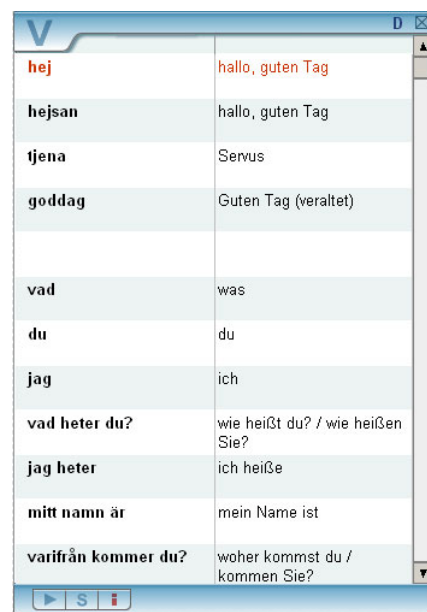 V D
hej hallo, guten Tag
hejsan hallo, guten Tag
tjena Servus
goddag Guten Tag (veraltet)
vad was
du du
jag ich
vad heter du? wie heißt du? / wie heißen
Sie?
jag heter ich heiße
mitt namn är mein Name ist
varifrån kommer du? woher kommst du /
kommen Sie?
S i